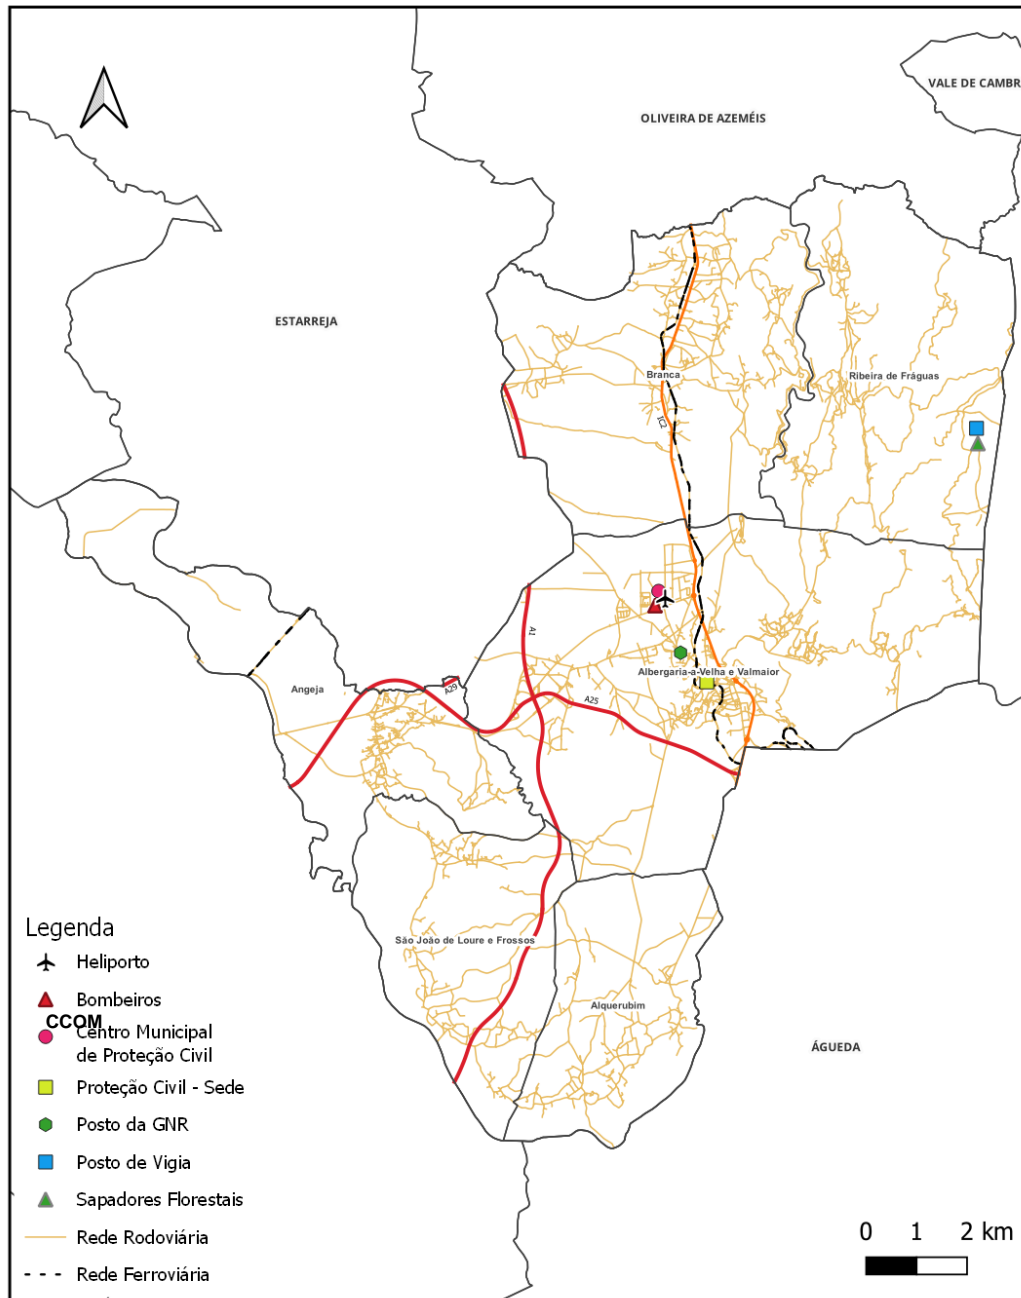 VALE DE CAMBR
OLIVEIRA DE AZEMÉIS
ESTARREJA
Branca
Ribeira de Fráguas
IC2
A1
Albergaria-a-Velha e Valmaior
Angeja
A29
A25
São João de Loure e Frossos
Alquerubim
ÁGUEDA
Legenda
Heliporto
Bombeiros
CCOM
Centro Municipal
de Proteção Civil
Proteção Civil - Sede
Posto da GNR
Posto de Vigia
Sapadores Florestais
Rede Rodoviária
Rede Ferroviária
0 1 2 km